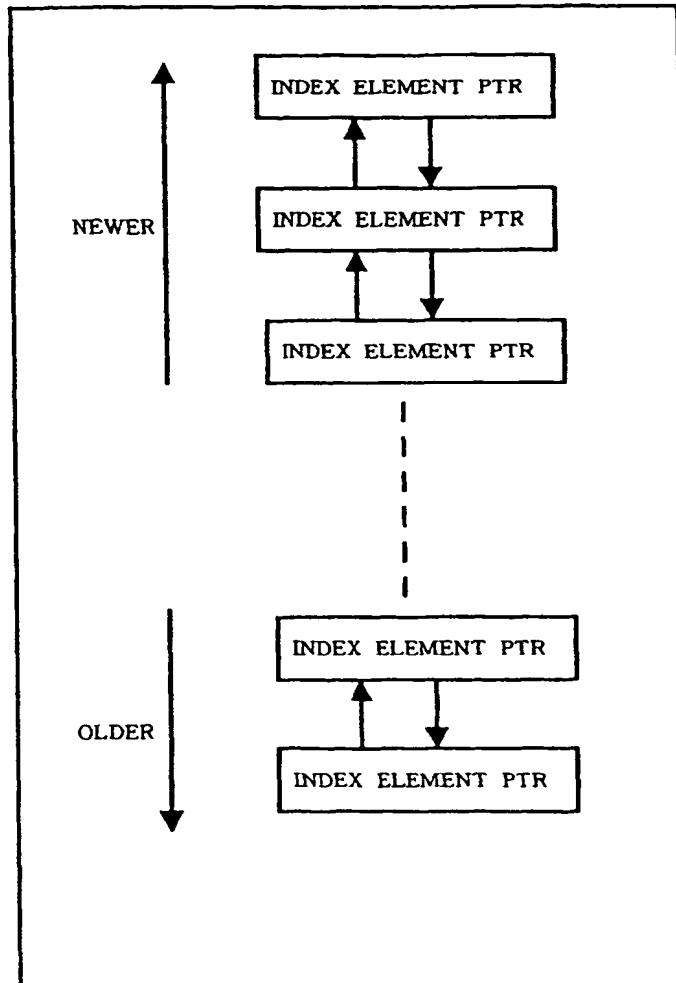 INDEX ELEMENT PTR
NEWER
INDEX ELEMENT PTR
INDEX ELEMENT PTR
INDEX ELEMENT PTR
OLDER
INDEX ELEMENT PTR